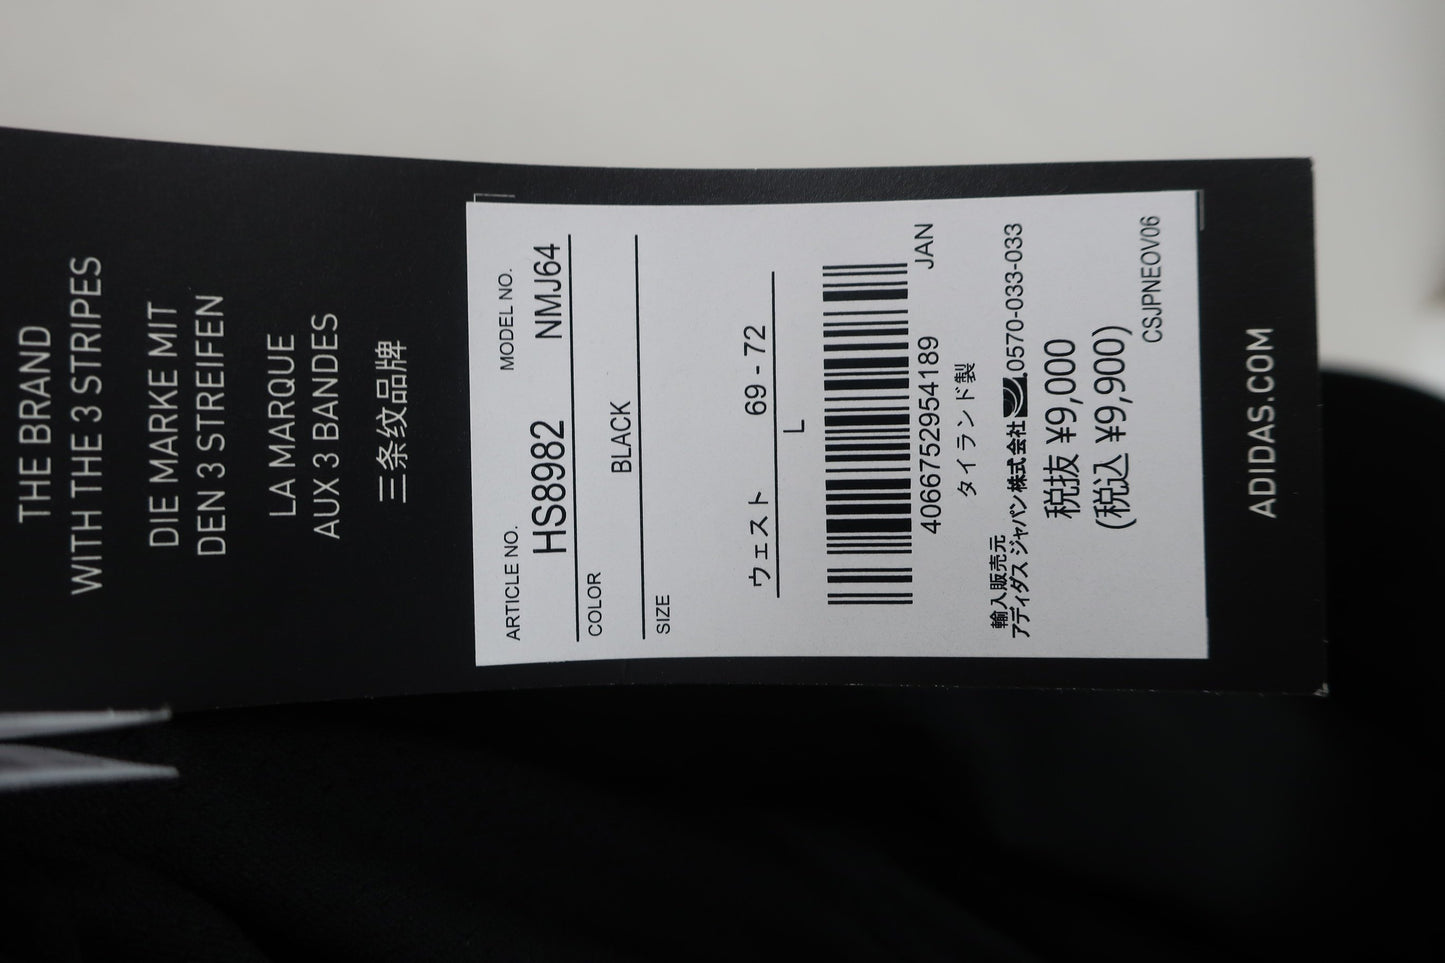 THE BRAND
WITH THE 3 STRIPES
DIE MARKE MIT
DEN 3 STREIFEN
LA MARQUE
AUX 3 BANDES
三条纹品牌
ARTICLE NO. MODEL NO.
HS8982 NMJ64
COLOR
BLACK
SIZE
ウェスト 69 - 72
L
JAN
4066752954189
タイランド製
輸入販売元
アディダス ジャパン株式会社 0570-033-033
税抜 ¥9,000
(税込 ¥9,900)
CSJPNEOV06
ADIDAS.COM